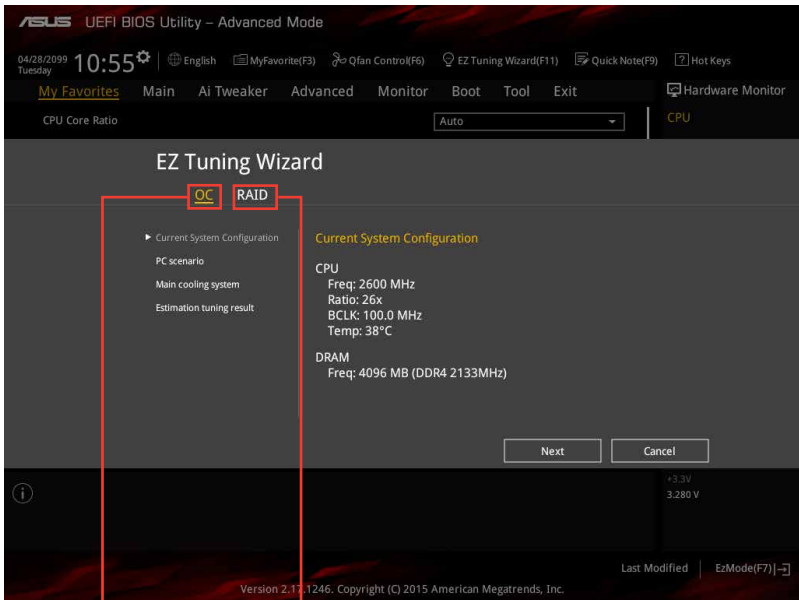 ASUS UEFI BIOS Utility – Advanced Mode
04/28/2099 Tuesday 10:55 English MyFavorite(F3) Qfan Control(F6) EZ Tuning Wizard(F11) Quick Note(F9) ? Hot Keys
My Favorites Main Ai Tweaker Advanced Monitor Boot Tool Exit Hardware Monitor
CPU Core Ratio Auto CPU
EZ Tuning Wizard
OC RAID
Current System Configuration
PC scenario
Main cooling system
Estimation tuning result
Current System Configuration
CPU
Freq: 2600 MHz
Ratio: 26x
BCLK: 100.0 MHz
Temp: 38°C
DRAM
Freq: 4096 MB (DDR4 2133MHz)
Next Cancel
+3.3V
3.280 V
Last Modified EzMode(F7)
Version 2.17.1246. Copyright (C) 2015 American Megatrends, Inc.